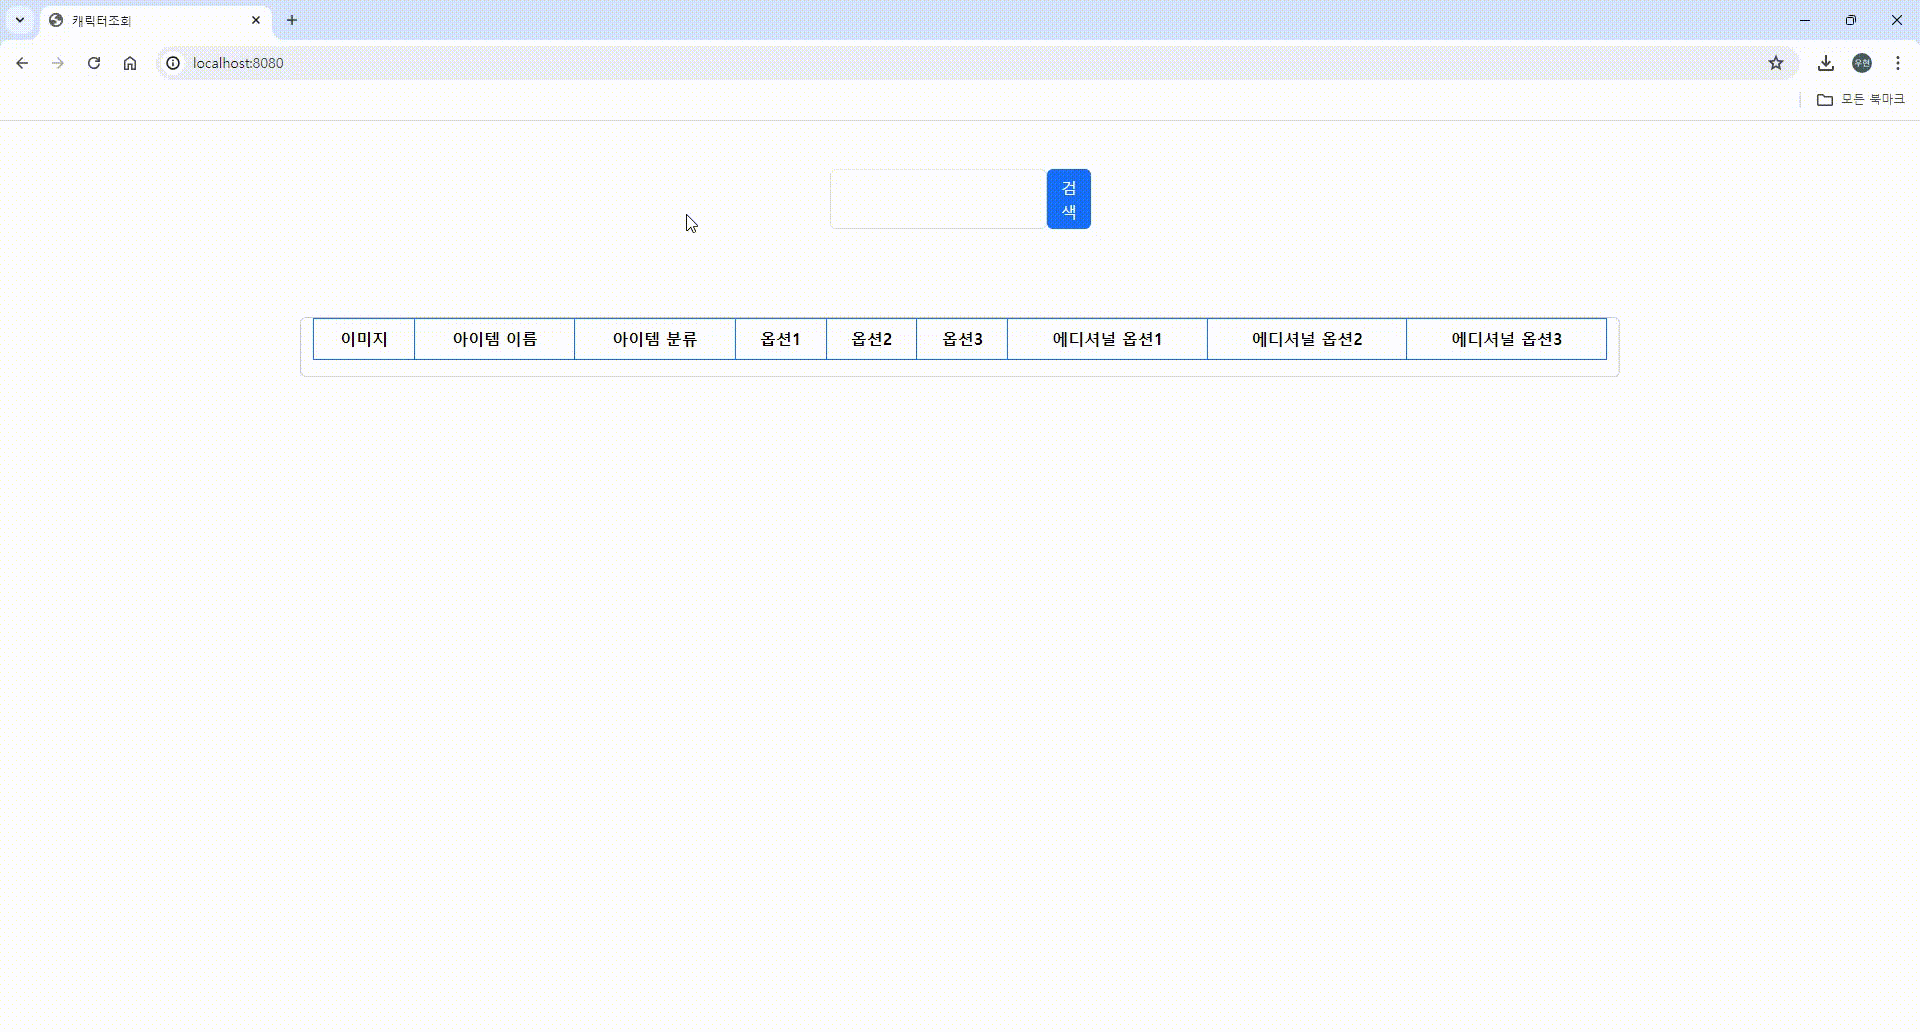 캐릭터조회
localhost:8080
우현
모든 북마크
검
색
이미지 아이템 이름 아이템 분류 옵션1 옵션2 옵션3 에디셔널 옵션1 에디셔널 옵션2 에디셔널 옵션3